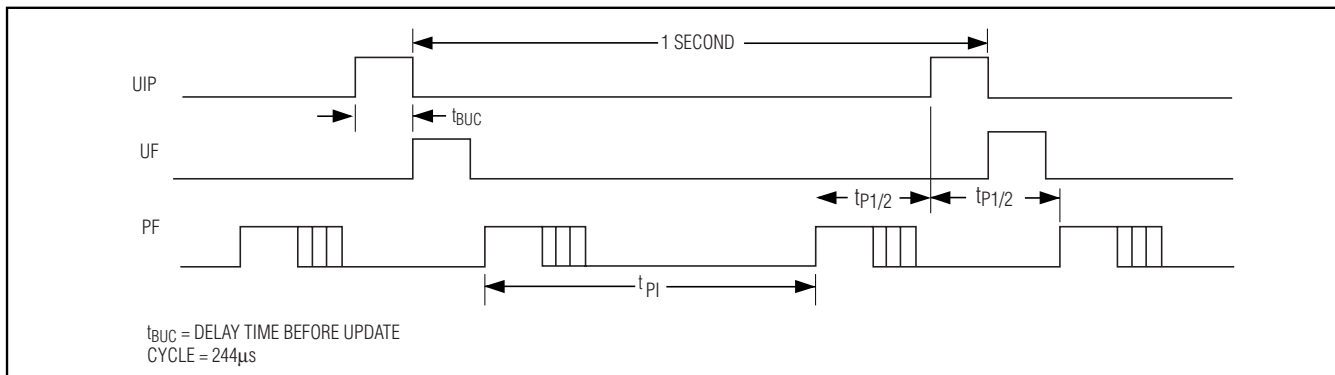 1 SECOND
UIP
tBUC
UF
tP1/2 tP1/2
PF
tPI
tBUC = DELAY TIME BEFORE UPDATE
CYCLE = 244µs